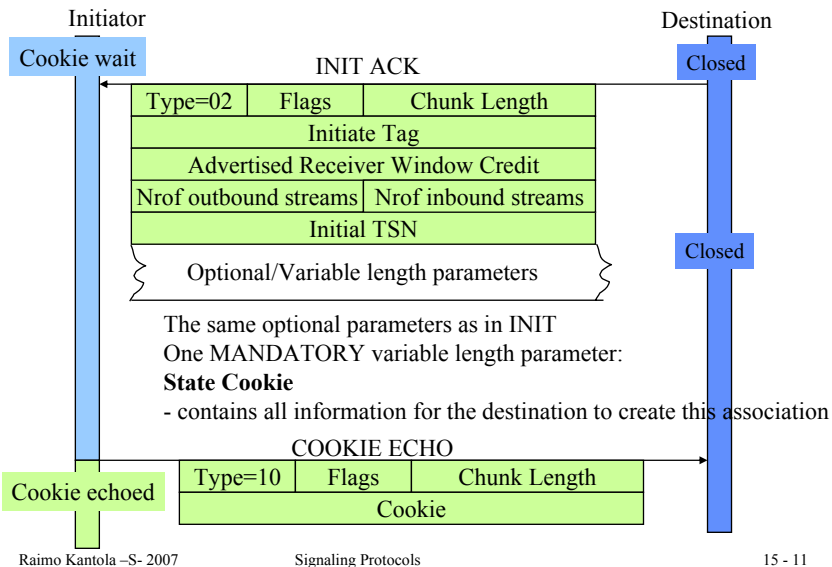 Initiator
Destination
Cookie wait
INIT ACK
Closed
Type=02 Flags Chunk Length
Initiate Tag
Advertised Receiver Window Credit
Nrof outbound streams Nrof inbound streams
Initial TSN
Closed
Optional/Variable length parameters
The same optional parameters as in INIT
One MANDATORY variable length parameter:
State Cookie
- contains all information for the destination to create this association
COOKIE ECHO
Cookie echoed
Type=10 Flags Chunk Length
Cookie
Raimo Kantola –S- 2007 Signaling Protocols 15 - 11